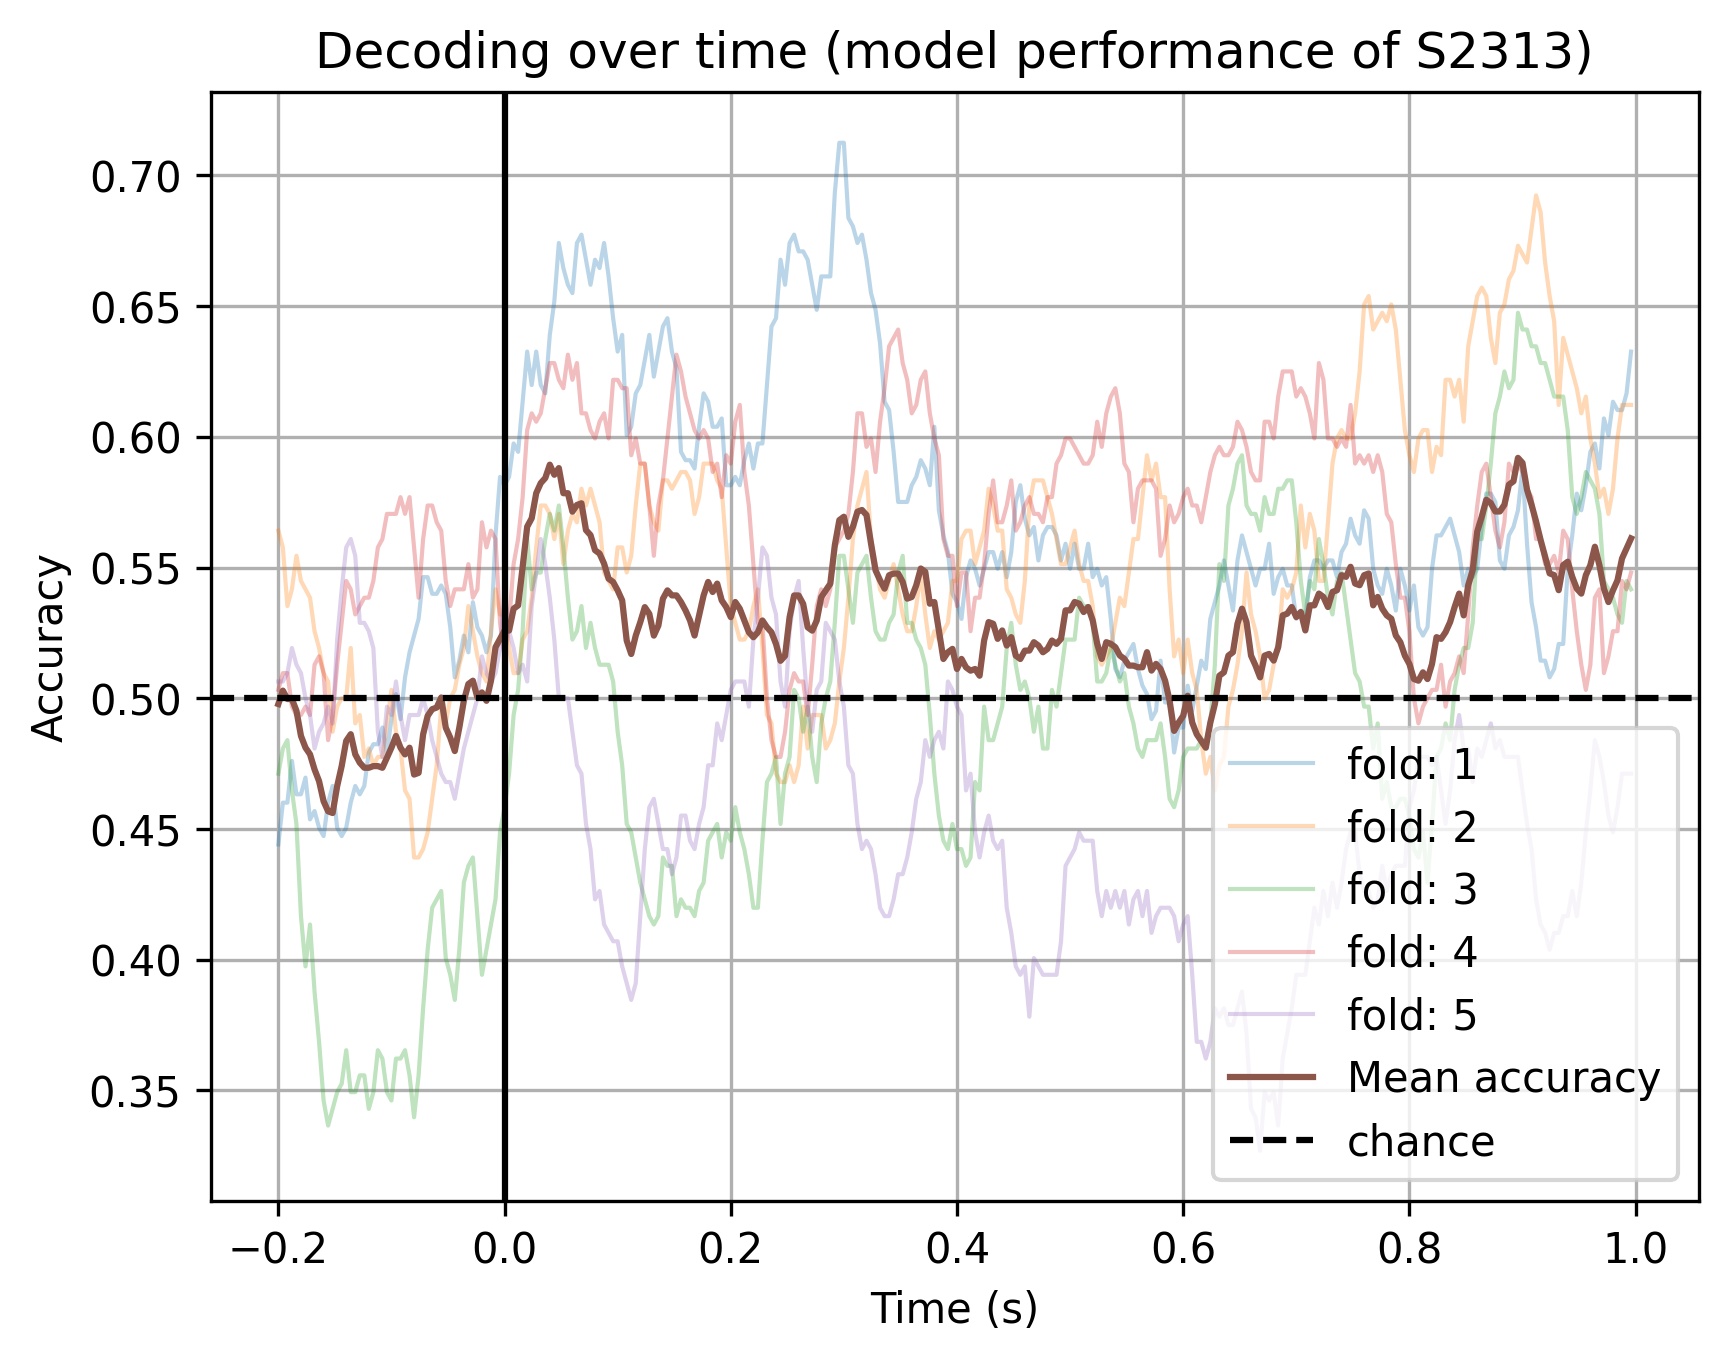 Decoding over time (model performance of S2313)
Accuracy
0.70
0.65
0.60
0.55
0.50
0.45
0.40
0.35
fold: 1
fold: 2
fold: 3
fold: 4
fold: 5
Mean accuracy
chance
−0.2 0.0 0.2 0.4 0.6 0.8 1.0
Time (s)